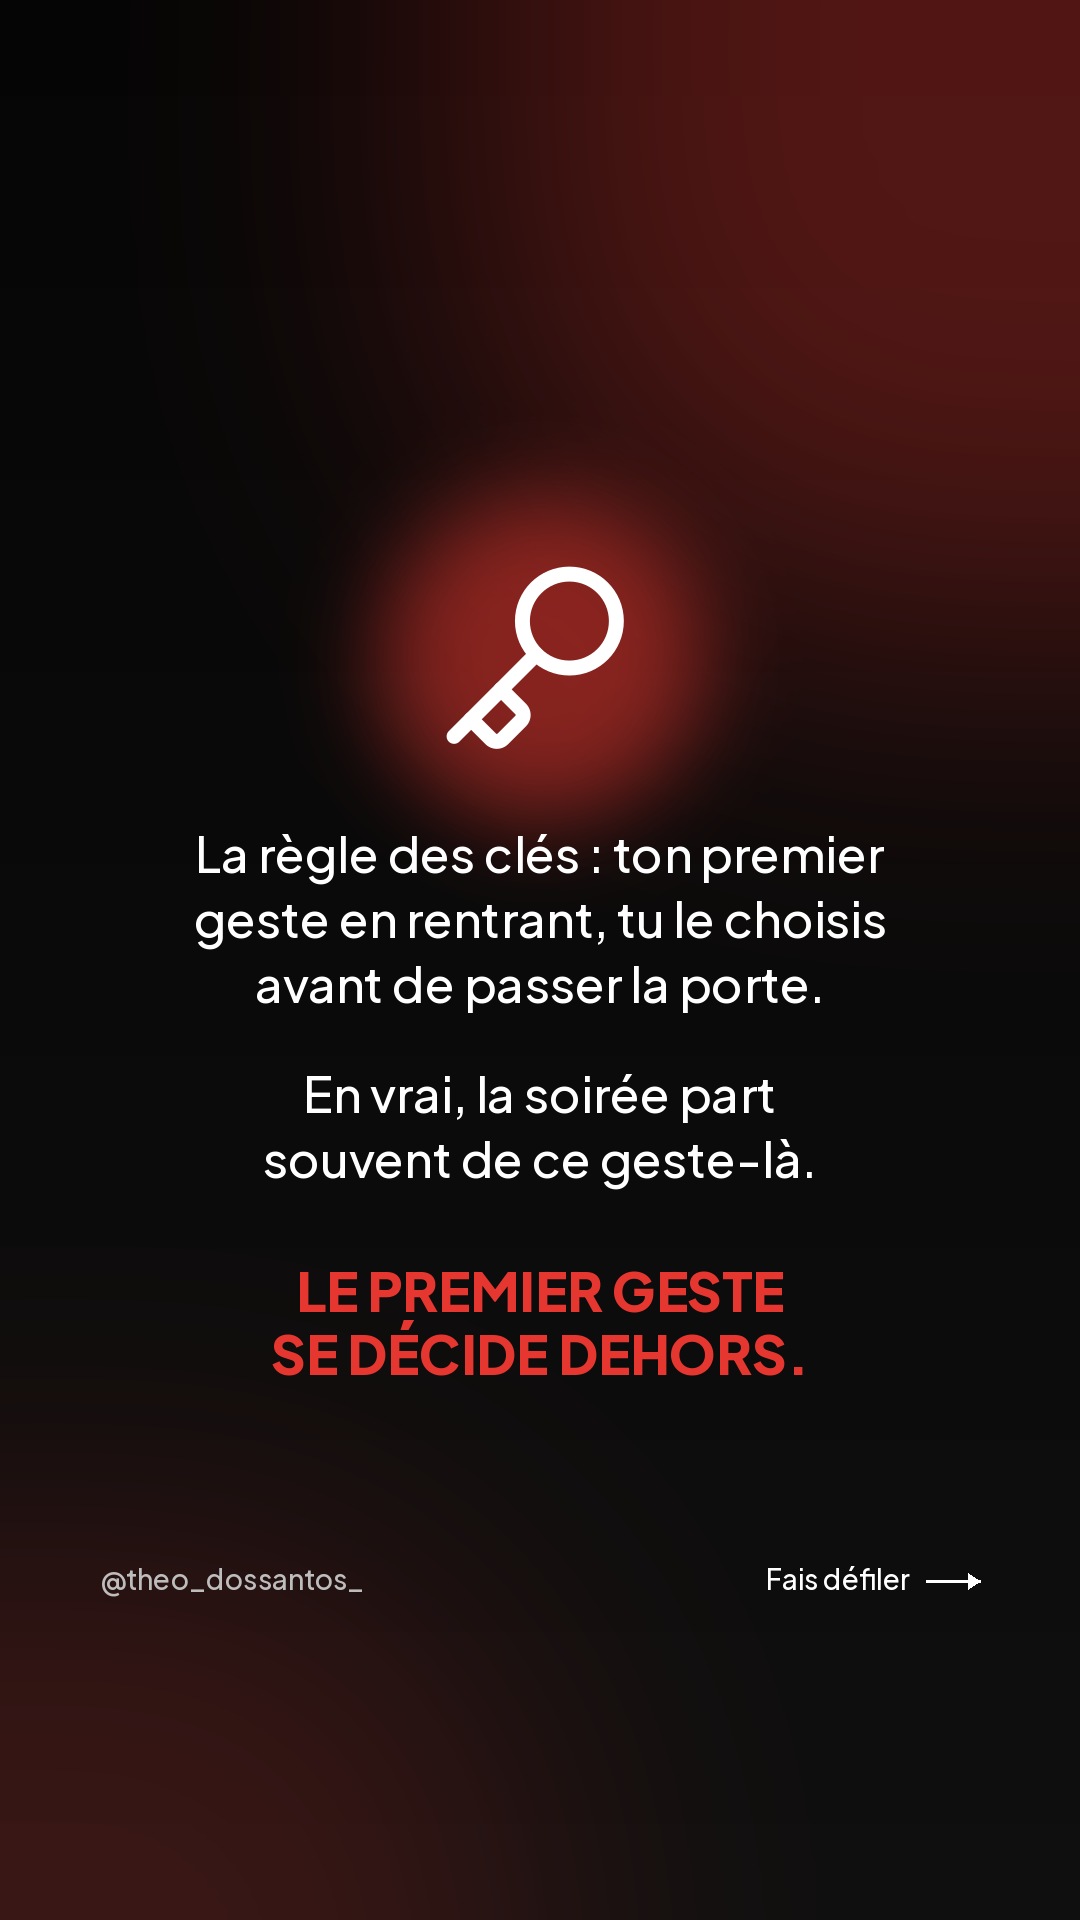 La règle des clés : ton premier
geste en rentrant, tu le choisis
avant de passer la porte.
En vrai, la soirée part
souvent de ce geste-là.
LE PREMIER GESTE
SE DÉCIDE DEHORS.
@theo_dossantos_
Fais défiler